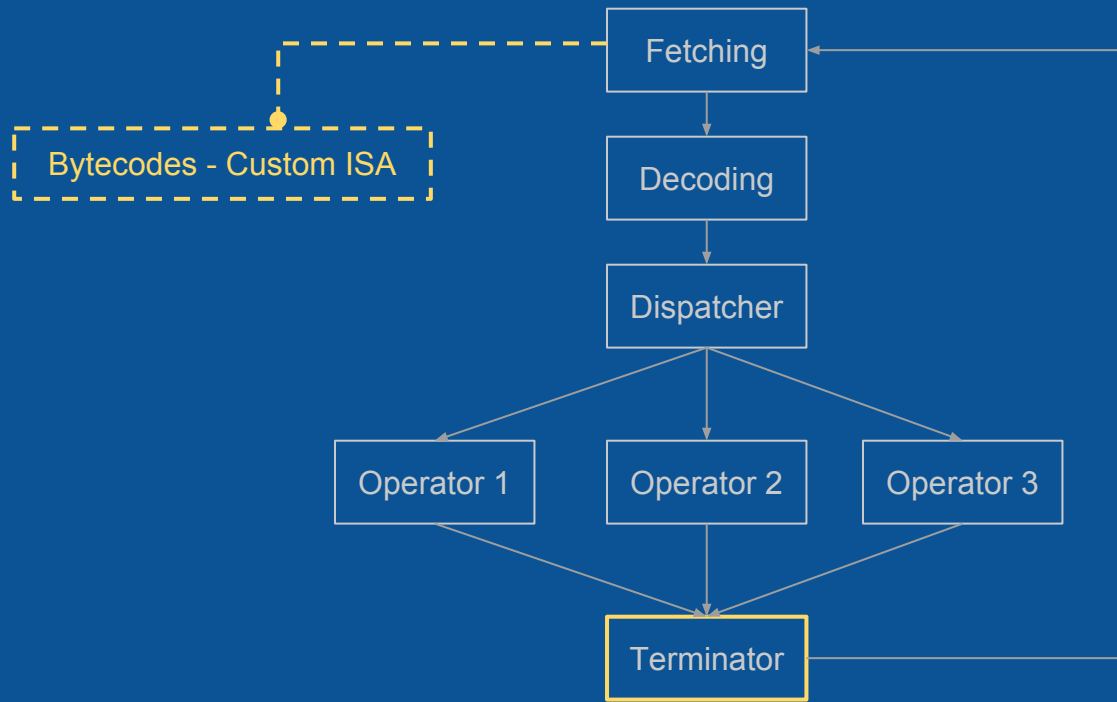 Fetching
Bytecodes - Custom ISA
Decoding
Dispatcher
Operator 1
Operator 2
Operator 3
Terminator